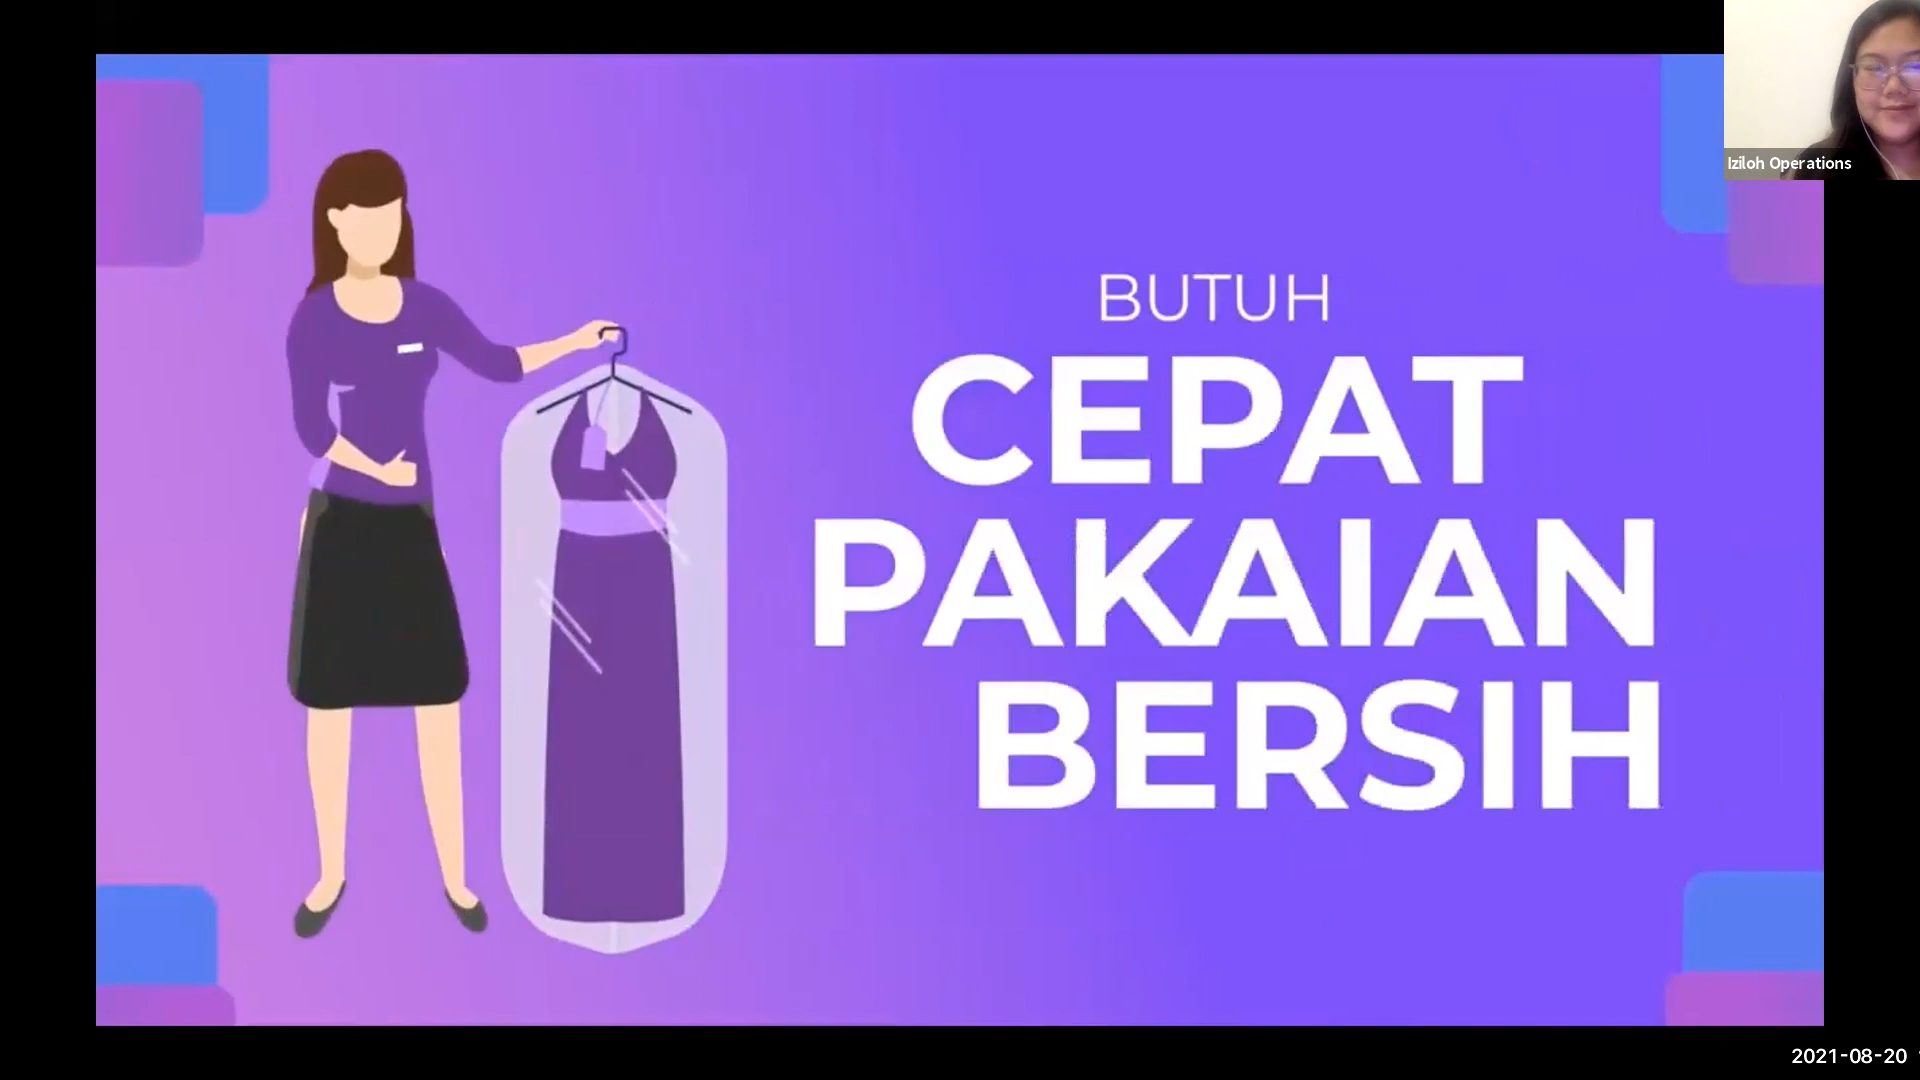 Iziloh Operations
BUTUH
CEPAT
PAKAIAN
BERSIH
2021-08-20